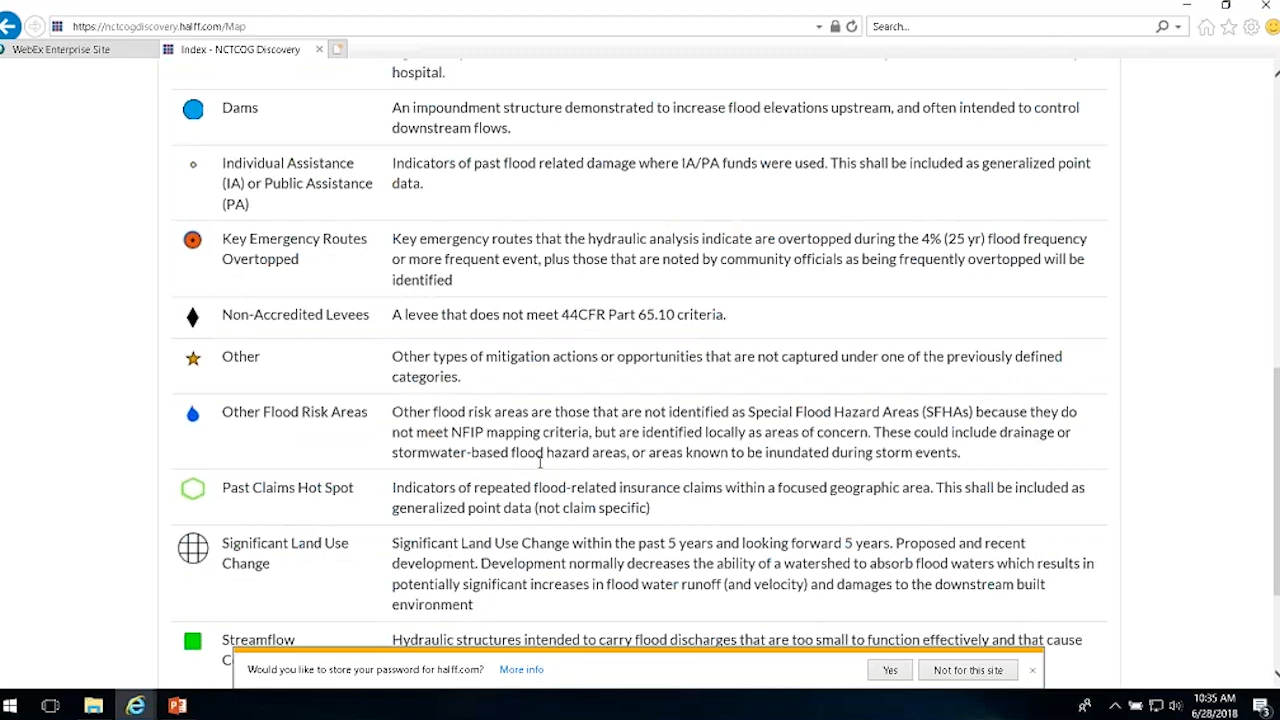 https://nctcogdiscovery.halff.com/Map
Search...
WebEx Enterprise Site
Index - NCTCOG Discovery
hospital.
Dams
An impoundment structure demonstrated to increase flood elevations upstream, and often intended to control
downstream flows.
Individual Assistance
(IA) or Public Assistance
(PA)
Indicators of past flood related damage where IA/PA funds were used. This shall be included as generalized point
data.
Key Emergency Routes
Overtopped
Key emergency routes that the hydraulic analysis indicate are overtopped during the 4% (25 yr) flood frequency
or more frequent event, plus those that are noted by community officials as being frequently overtopped will be
identified
Non-Accredited Levees
A levee that does not meet 44CFR Part 65.10 criteria.
Other
Other types of mitigation actions or opportunities that are not captured under one of the previously defined
categories.
Other Flood Risk Areas
Other flood risk areas are those that are not identified as Special Flood Hazard Areas (SFHAs) because they do
not meet NFIP mapping criteria, but are identified locally as areas of concern. These could include drainage or
stormwater-based flood hazard areas, or areas known to be inundated during storm events.
Past Claims Hot Spot
Indicators of repeated flood-related insurance claims within a focused geographic area. This shall be included as
generalized point data (not claim specific)
Significant Land Use
Change
Significant Land Use Change within the past 5 years and looking forward 5 years. Proposed and recent
development. Development normally decreases the ability of a watershed to absorb flood waters which results in
potentially significant increases in flood water runoff (and velocity) and damages to the downstream built
environment
Streamflow
Hydraulic structures intended to carry flood discharges that are too small to function effectively and that cause
Would you like to store your password for halff.com?
More info
Yes
Not for this site
10:35 AM
6/28/2018
3